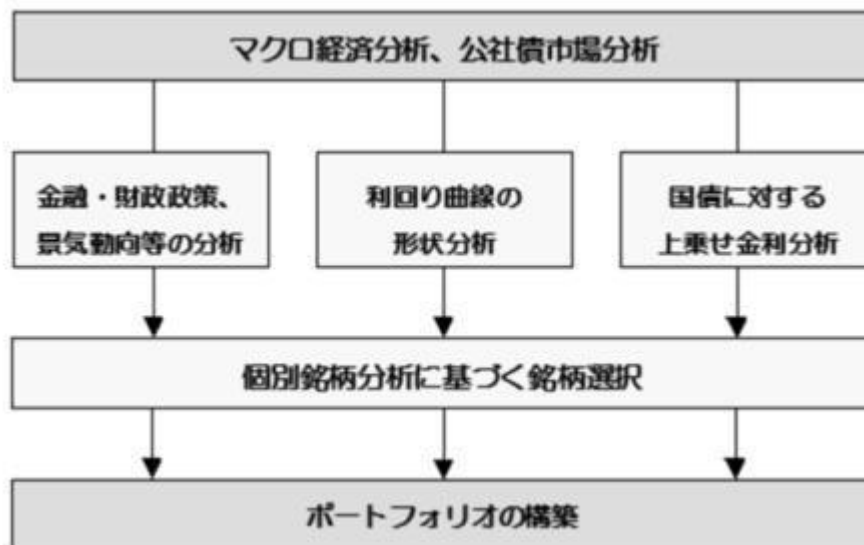 マクロ経済分析、公社債市場分析
金融・財政政策、
景気動向等の分析
利回り曲線の
形状分析
国債に対する
上乗せ金利分析
個別銘柄分析に基づく銘柄選択
ポートフォリオの構築